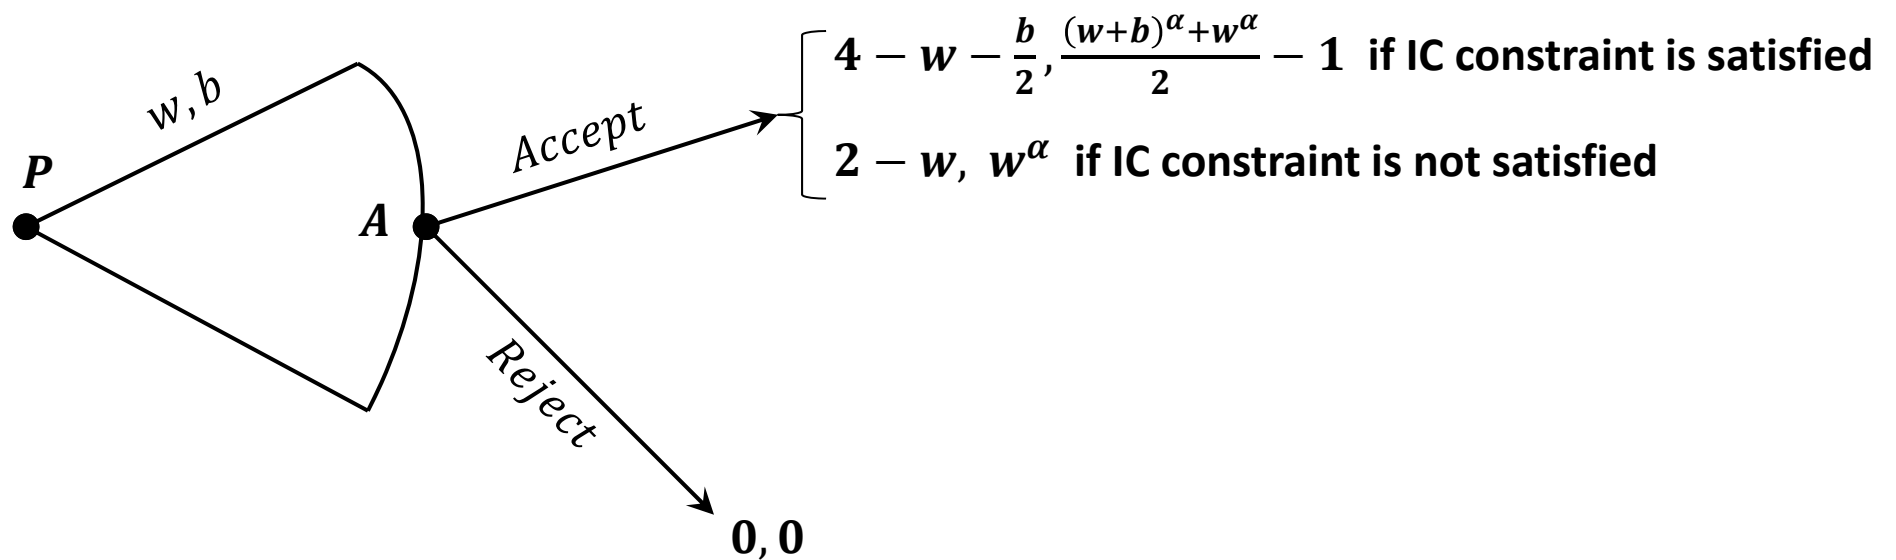 w, b
P
A
Accept
Reject
4 − w − b/2, ((w+b)^α + w^α)/2 − 1 if IC constraint is satisfied
2 − w, w^α if IC constraint is not satisfied
0, 0